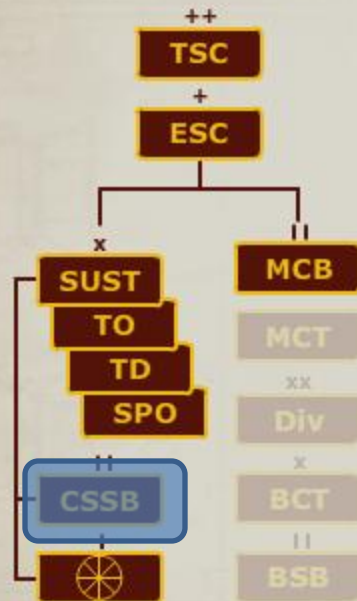 ++
TSC
+
ESC
x
||
SUST
MCB
TO
MCT
TD
xx
SPO
Div
||
x
CSSB
BCT
|
||
BSB